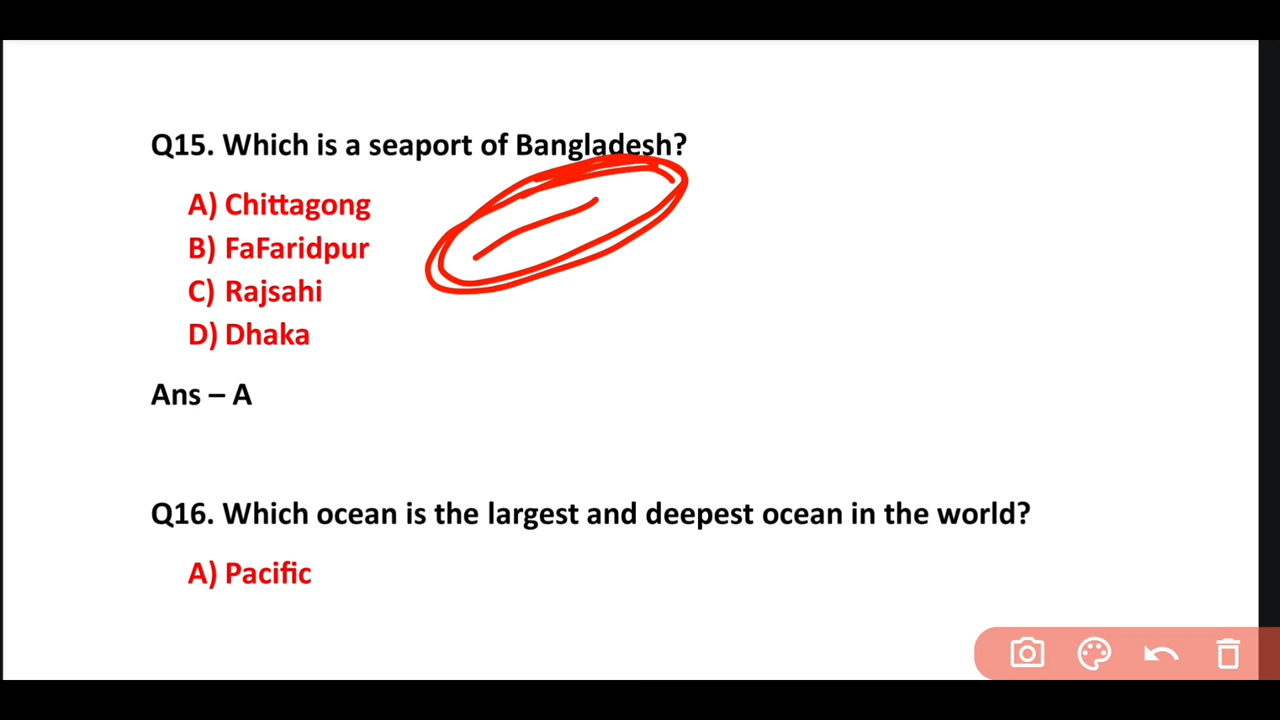 Q15. Which is a seaport of Bangladesh?
A) Chittagong
B) FaFaridpur
C) Rajsahi
D) Dhaka
Ans – A
Q16. Which ocean is the largest and deepest ocean in the world?
A) Pacific